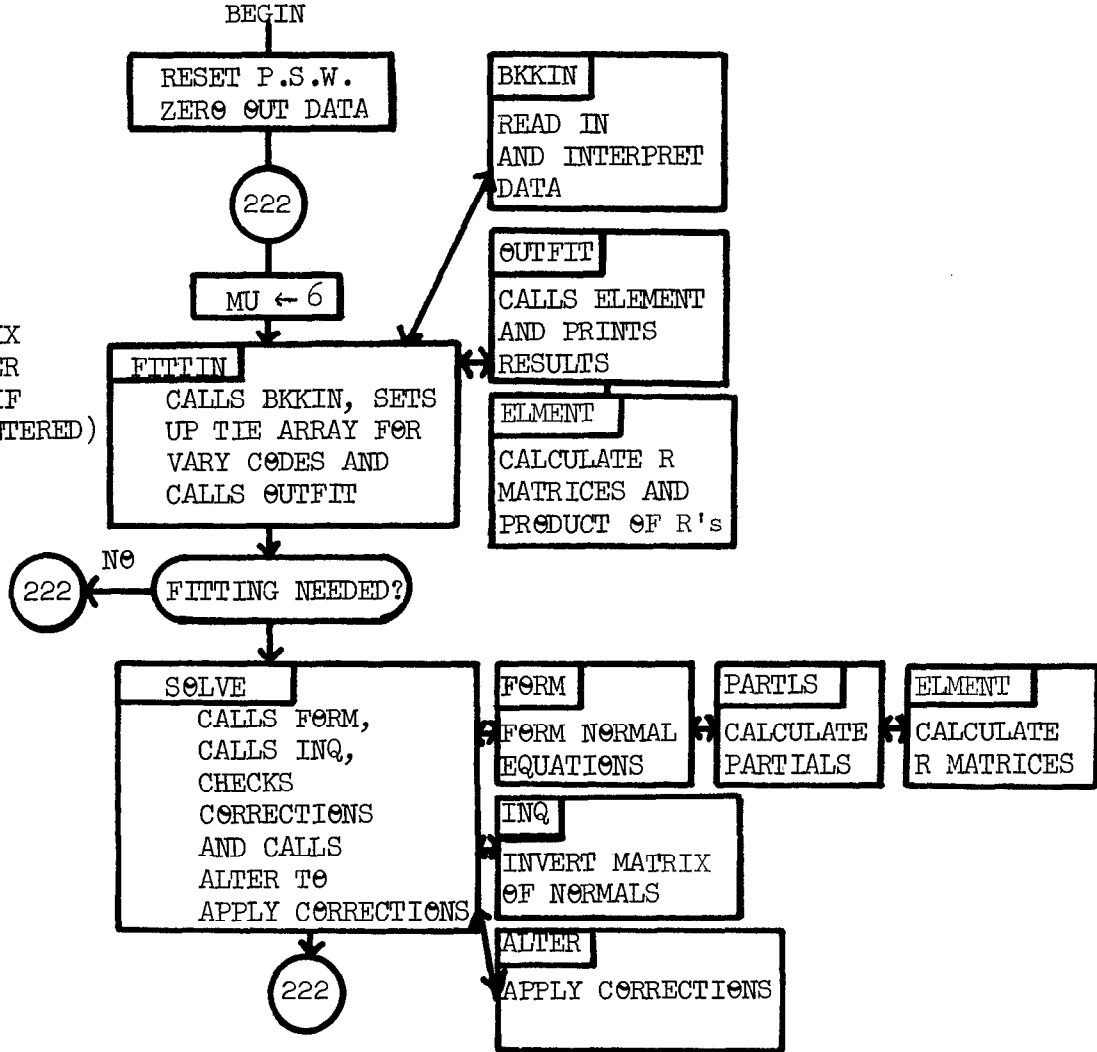 BEGIN
RESET P.S.W.
ZERO OUT DATA
222
MU ← 6
FITTIN
CALLS BKKIN, SETS
UP TIE ARRAY FOR
VARY CODES AND
CALLS OUTFIT
BKKIN
READ IN
AND INTERPRET
DATA
OUTFIT
CALLS ELEMENT
AND PRINTS
RESULTS
ELMENT
CALCULATE R
MATRICES AND
PRODUCT OF R's
IX
ER
IF
NTERED)
FITTING NEEDED?
NO
222
SOLVE
CALLS FORM,
CALLS INQ,
CHECKS
CORRECTIONS
AND CALLS
ALTER TO
APPLY CORRECTIONS
FORM
FORM NORMAL
EQUATIONS
PARTLS
CALCULATE
PARTIALS
ELMENT
CALCULATE
R MATRICES
INQ
INVERT MATRIX
OF NORMALS
ALTER
APPLY CORRECTIONS
222